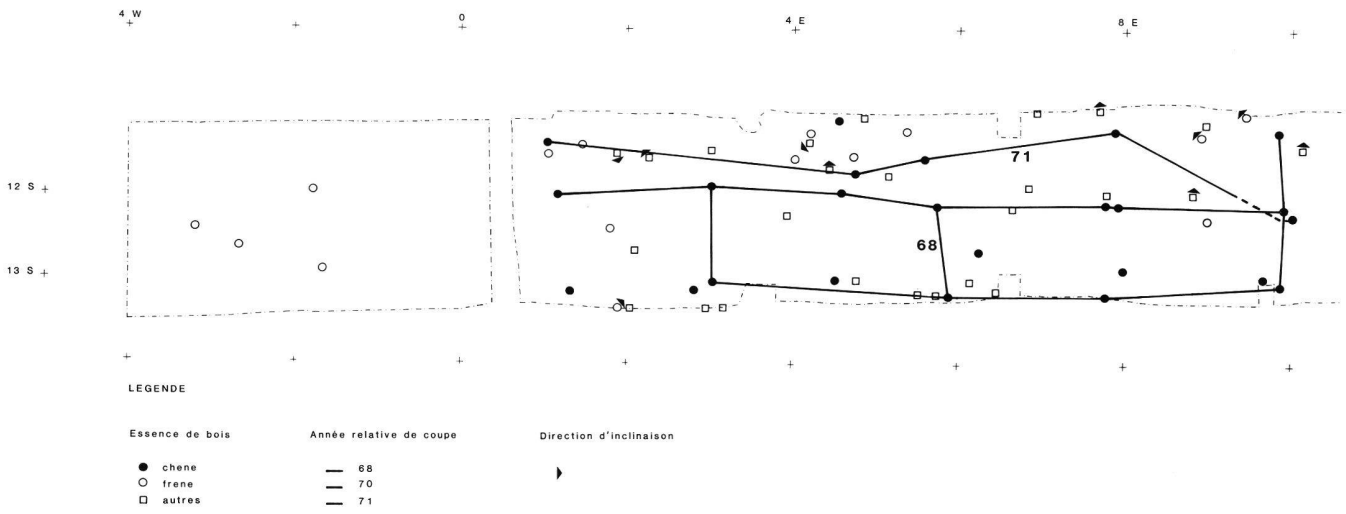 4 W 0 4 E 8 E
71
12 S
68
13 S
LEGENDE
Essence de bois Année relative de coupe Direction d'inclinaison
chene 68
frene 70
autres 71